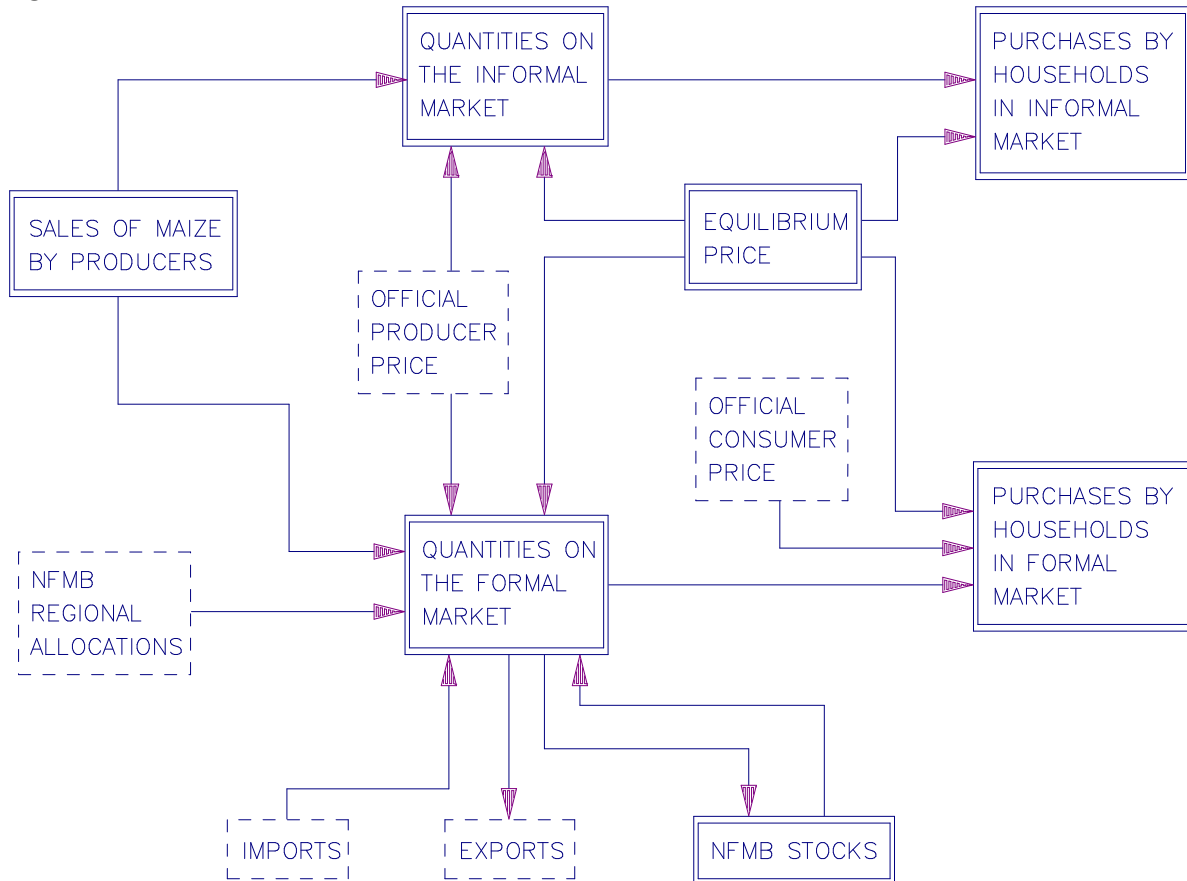 QUANTITIES ON
THE INFORMAL
MARKET
PURCHASES BY
HOUSEHOLDS
IN INFORMAL
MARKET
SALES OF MAIZE
BY PRODUCERS
EQUILIBRIUM
PRICE
OFFICIAL
PRODUCER
PRICE
OFFICIAL
CONSUMER
PRICE
PURCHASES BY
HOUSEHOLDS
IN FORMAL
MARKET
QUANTITIES ON
THE FORMAL
MARKET
NFMB
REGIONAL
ALLOCATIONS
IMPORTS
EXPORTS
NFMB STOCKS